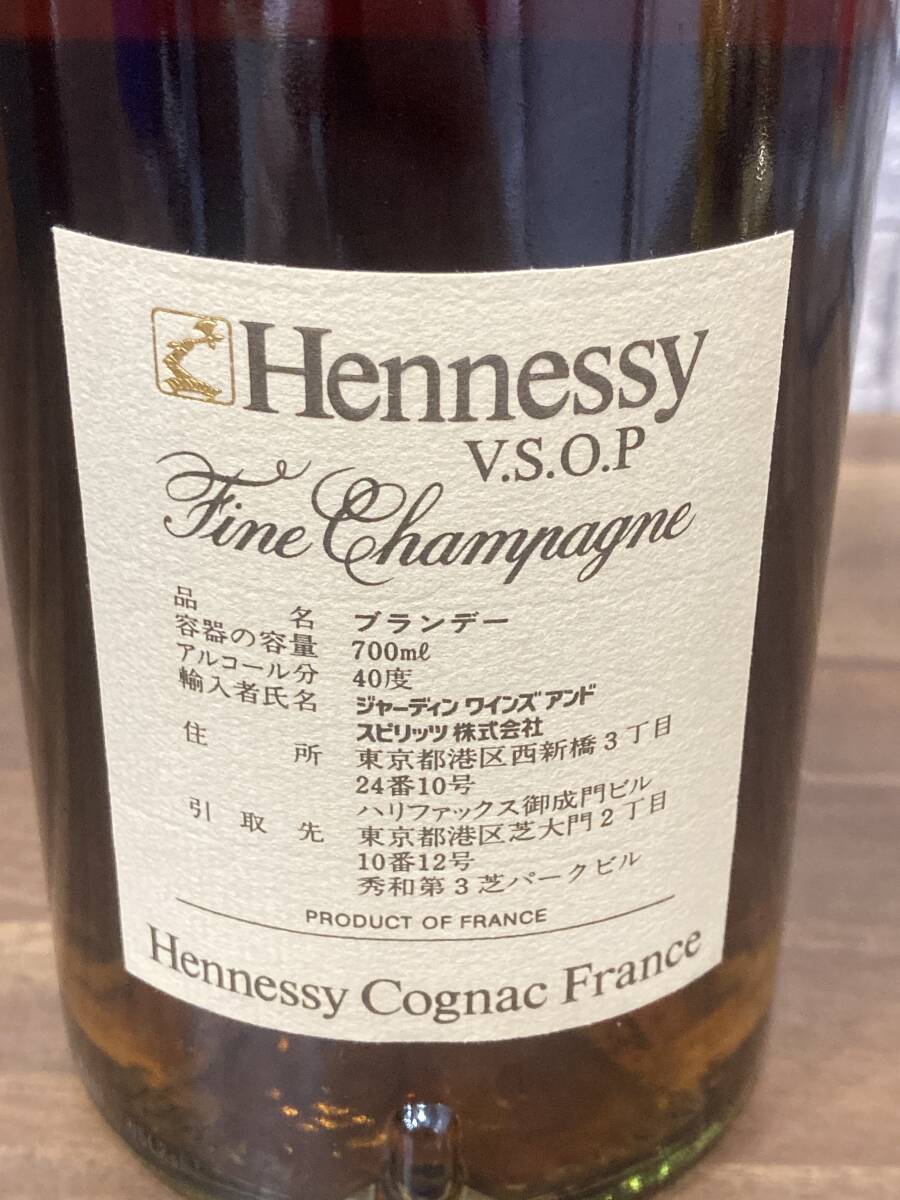 Hennessy
V.S.O.P
Fine Champagne
品名 ブランデー
容器の容量 700mℓ
アルコール分 40度
輸入者氏名 ジャーディン ワインズ アンド
スピリッツ 株式会社
住所 東京都港区西新橋3丁目
24番10号
ハリファックス御成門ビル
引取先 東京都港区芝大門2丁目
10番12号
秀和第3芝パークビル
PRODUCT OF FRANCE
Hennessy Cognac France